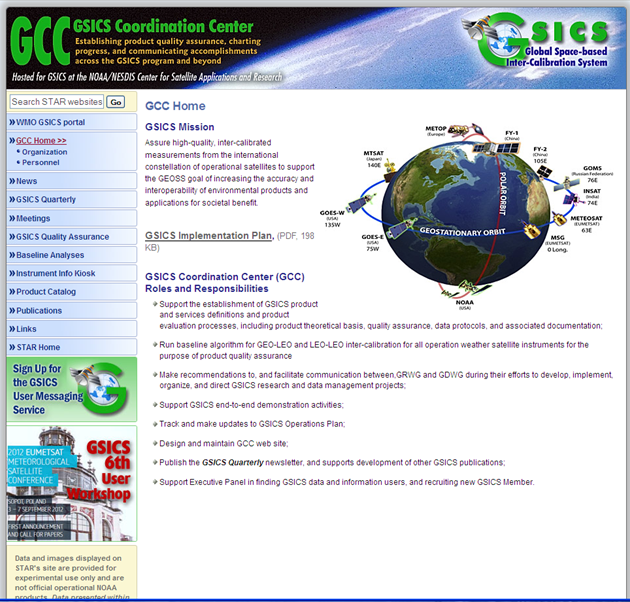 GCC GSICS Coordination Center
Establishing product quality assurance, charting
progress, and communicating accomplishments
across the GSICS program and beyond
Hosted for GSICS at the NOAA/NESDIS Center for Satellite Applications and Research
GSICS
Global Space-based
Inter-Calibration System
Search STAR websites Go
WMO GSICS portal
GCC Home >>
Organization
Personnel
News
GSICS Quarterly
Meetings
GSICS Quality Assurance
Baseline Analyses
Instrument Info Kiosk
Product Catalog
Publications
Links
STAR Home
Sign Up for
the GSICS
User Messaging
Service
GSICS
6th
User
Workshop
2012 EUMETSAT
METEOROLOGICAL
SATELLITE
CONFERENCE
SOPOT, POLAND
3 – 7 SEPTEMBER 2012
FIRST ANNOUNCEMENT
AND CALL FOR PAPERS
Data and images displayed on
STAR's site are provided for
experimental use only and are
not official operational NOAA
products. Data presented within
GCC Home
GSICS Mission
Assure high-quality, inter-calibrated
measurements from the international
constellation of operational satellites to support
the GEOSS goal of increasing the accuracy and
interoperability of environmental products and
applications for societal benefit.
GSICS Implementation Plan, (PDF, 198
KB)
METOP
(Europe)
FY-1
(China)
FY-2
(China)
105E
MTSAT
(Japan)
140E
GOMS
(Russian Federation)
76E
INSAT
(India)
74E
METEOSAT
(EUMETSAT)
63E
MSG
(EUMETSAT)
0 Long.
GOES-W
(USA)
135W
GOES-E
(USA)
75W
POLAR ORBIT
GEOSTATIONARY ORBIT
NOAA
(USA)
GSICS Coordination Center (GCC)
Roles and Responsibilities
Support the establishment of GSICS product
and services definitions and product
evaluation processes, including product theoretical basis, quality assurance, data protocols, and associated documentation;
Run baseline algorithm for GEO-LEO and LEO-LEO inter-calibration for all operation weather satellite instruments for the
purpose of product quality assurance
Make recommendations to, and facilitate communication between,GRWG and GDWG during their efforts to develop, implement,
organize, and direct GSICS research and data management projects;
Support GSICS end-to-end demonstration activities;
Track and make updates to GSICS Operations Plan;
Design and maintain GCC web site;
Publish the GSICS Quarterly newsletter, and supports development of other GSICS publications;
Support Executive Panel in finding GSICS data and information users, and recruiting new GSICS Member.